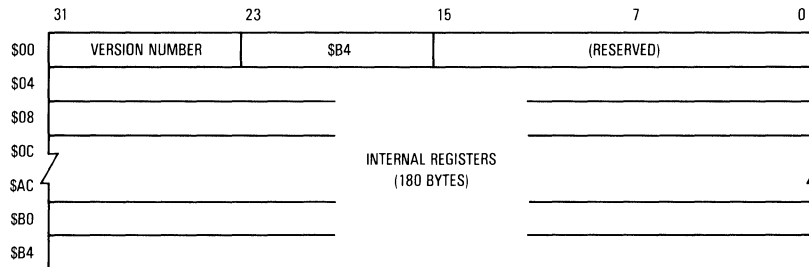 31 23 15 7 0
$00 VERSION NUMBER $B4 (RESERVED)
$04
$08
$0C
INTERNAL REGISTERS
(180 BYTES)
$AC
$B0
$B4